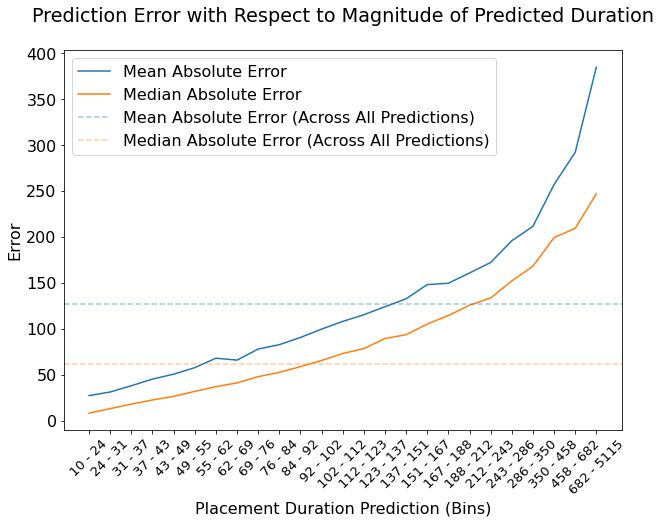 Prediction Error with Respect to Magnitude of Predicted Duration
400
350
300
250
200
150
100
50
0
Error
Mean Absolute Error
Median Absolute Error
Mean Absolute Error (Across All Predictions)
Median Absolute Error (Across All Predictions)
10 - 24
24 - 31
31 - 37
37 - 43
43 - 49
49 - 55
55 - 62
62 - 69
69 - 76
76 - 84
84 - 92
92 - 102
102 - 112
112 - 123
123 - 137
137 - 151
151 - 167
167 - 188
188 - 212
212 - 243
243 - 286
286 - 350
350 - 458
458 - 682
682 - 5115
Placement Duration Prediction (Bins)